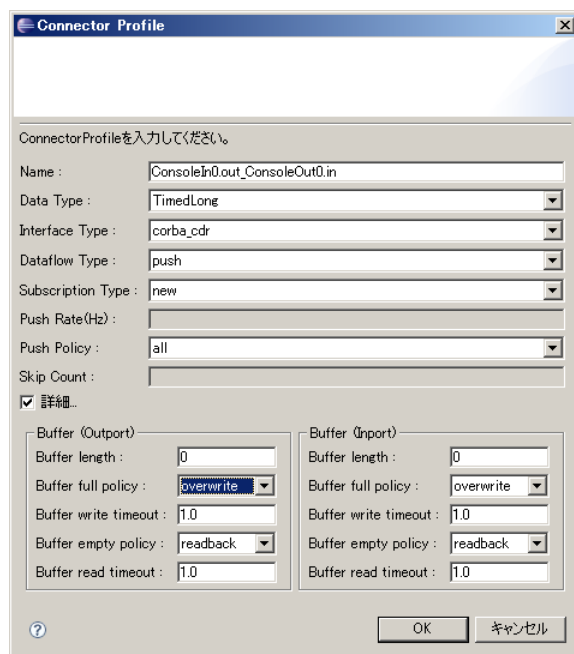 Connector Profile
ConnectorProfileを入力してください。
Name : ConsoleIn0.out_ConsoleOut0.in
Data Type : TimedLong
Interface Type : corba_cdr
Dataflow Type : push
Subscription Type : new
Push Rate(Hz) :
Push Policy : all
Skip Count :
詳細...
Buffer (Outport) Buffer (Inport)
Buffer length : 0 Buffer length : 0
Buffer full policy : overwrite Buffer full policy : overwrite
Buffer write timeout : 1.0 Buffer write timeout : 1.0
Buffer empty policy : readback Buffer empty policy : readback
Buffer read timeout : 1.0 Buffer read timeout : 1.0
? OK キャンセル